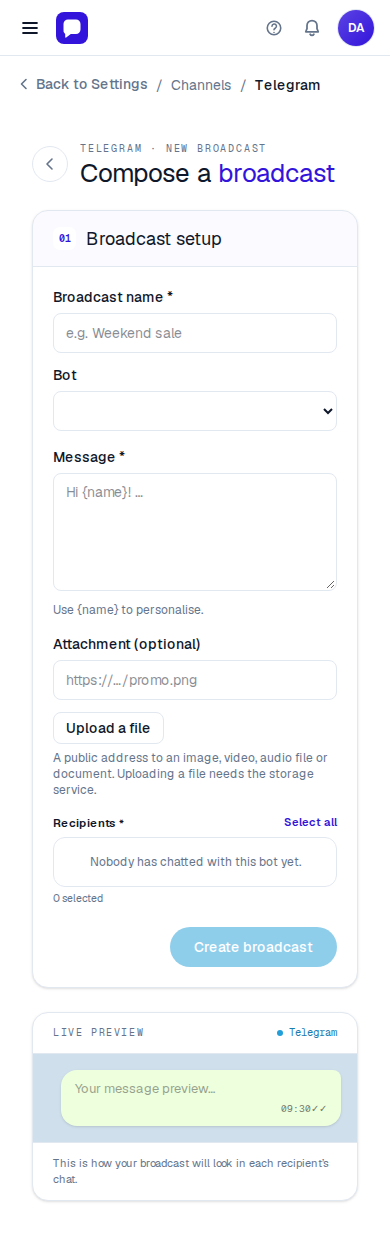 DA
Back to Settings / Channels / Telegram
TELEGRAM · NEW BROADCAST
Compose a broadcast
01 Broadcast setup
Broadcast name *
e.g. Weekend sale
Bot
Message *
Hi {name}! ...
Use {name} to personalise.
Attachment (optional)
https://.../promo.png
Upload a file
A public address to an image, video, audio file or
document. Uploading a file needs the storage
service.
Recipients * Select all
Nobody has chatted with this bot yet.
0 selected
Create broadcast
LIVE PREVIEW Telegram
Your message preview...
09:30✓✓
This is how your broadcast will look in each recipient's
chat.